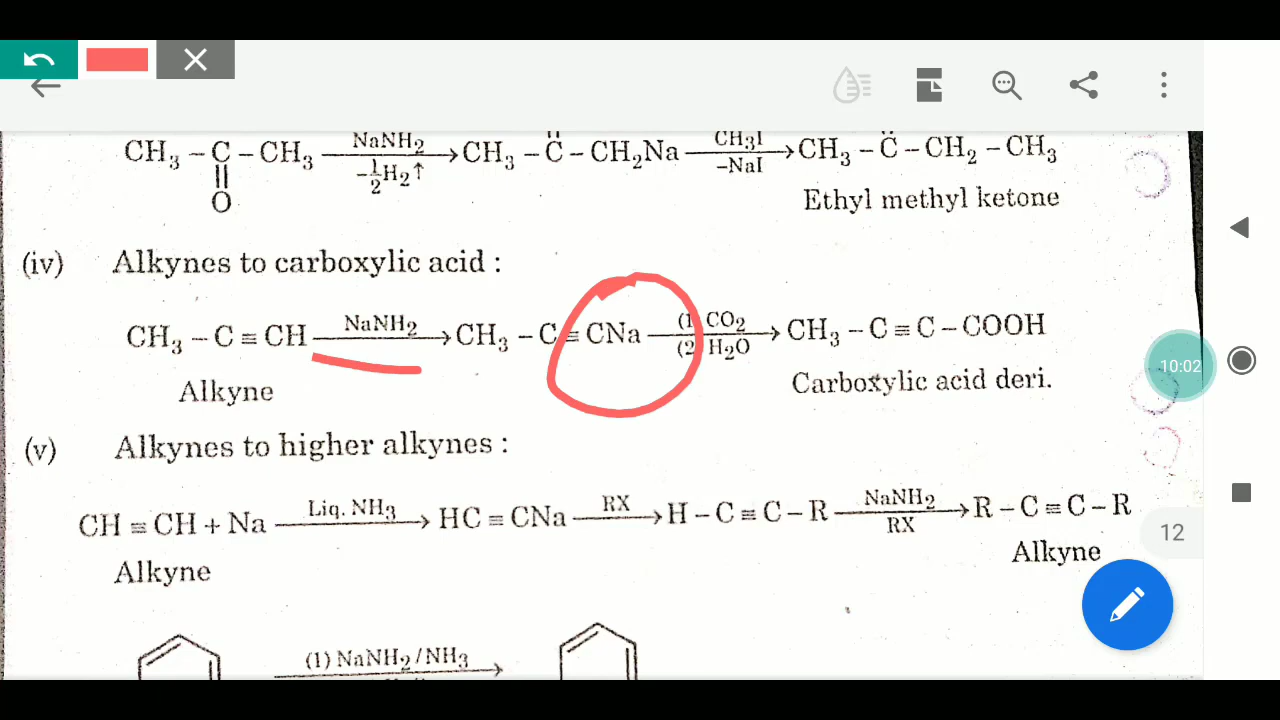 CH₃ – C – CH₃ NaNH₂ –½H₂↑ → CH₃ – C – CH₂Na CH₃I –NaI → CH₃ – C – CH₂ – CH₃
O
Ethyl methyl ketone
(iv) Alkynes to carboxylic acid :
CH₃ – C ≡ CH NaNH₂ → CH₃ – C ≡ CNa (1) CO₂ (2) H₂O → CH₃ – C ≡ C – COOH
Alkyne Carboxylic acid deri.
10:02
(v) Alkynes to higher alkynes :
CH ≡ CH + Na Liq. NH₃ → HC ≡ CNa RX → H – C ≡ C – R NaNH₂ RX → R – C ≡ C – R
12
Alkyne Alkyne
(1) NaNH₂/NH₃ →